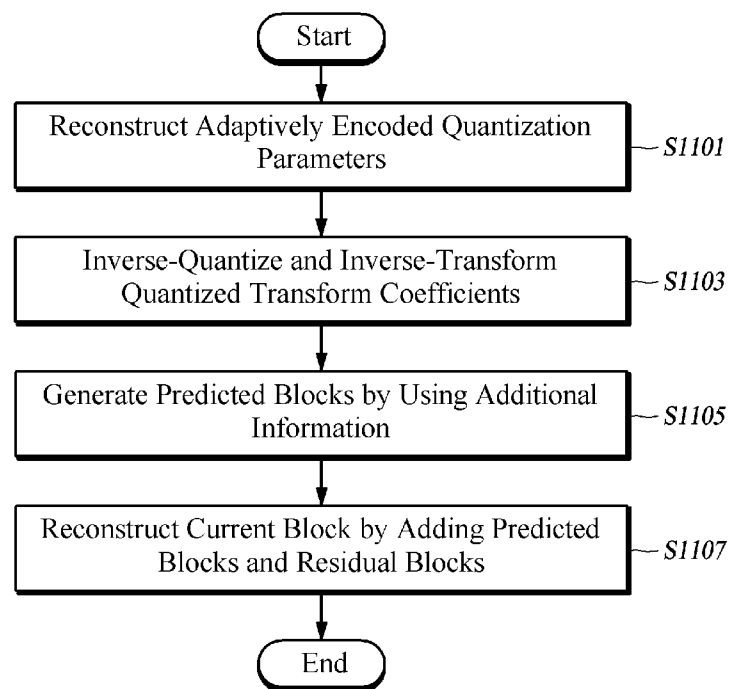 Start
Reconstruct Adaptively Encoded Quantization
Parameters
S1101
Inverse-Quantize and Inverse-Transform
Quantized Transform Coefficients
S1103
Generate Predicted Blocks by Using Additional
Information
S1105
Reconstruct Current Block by Adding Predicted
Blocks and Residual Blocks
S1107
End